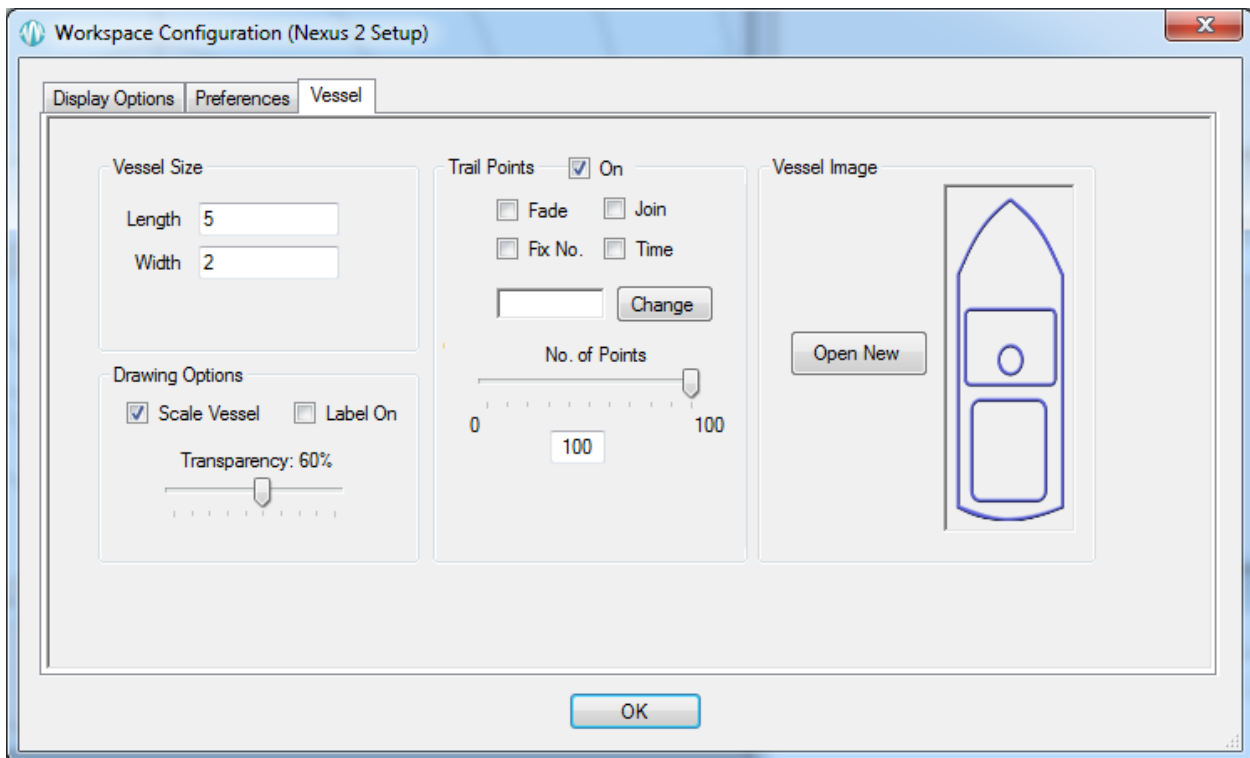 Workspace Configuration (Nexus 2 Setup)
Display Options Preferences Vessel
Vessel Size
Length 5
Width 2
Drawing Options
Scale Vessel Label On
Transparency: 60%
Trail Points On
Fade Join
Fix No. Time
Change
No. of Points
0 100
100
Vessel Image
Open New
OK